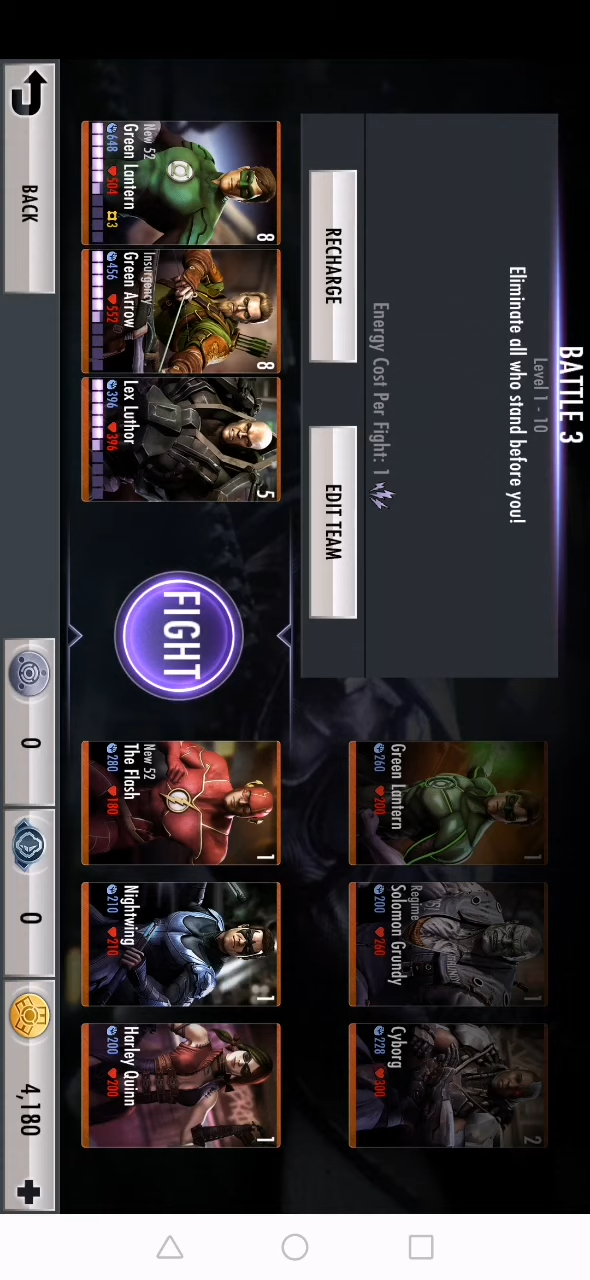 BATTLE 3
Level 1 - 10
Eliminate all who stand before you!
Energy Cost Per Fight: 1
RECHARGE
EDIT TEAM
Green Lantern
260
200
1
Regime
Solomon Grundy
200
260
1
Cyborg
228
300
2
8
New 52
Green Lantern
648
504
3
8
Insurgency
Green Arrow
456
552
5
Lex Luthor
396
396
FIGHT
1
New 52
The Flash
280
180
1
Nightwing
210
210
1
Harley Quinn
200
200
BACK
0
0
4,180